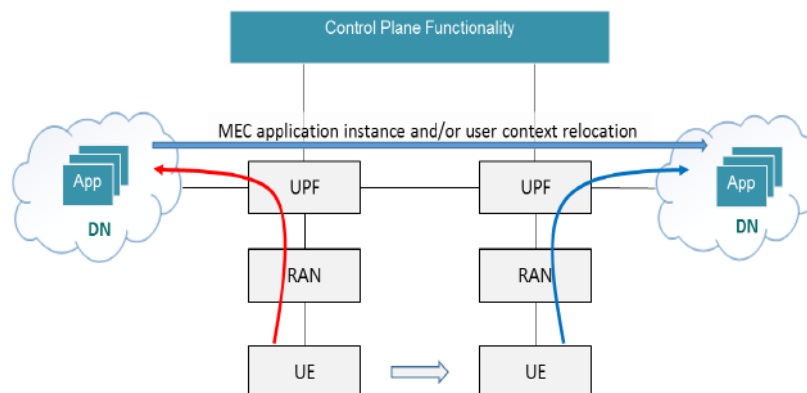 Control Plane Functionality
MEC application instance and/or user context relocation
App
DN
UPF
UPF
App
DN
RAN
RAN
UE
UE